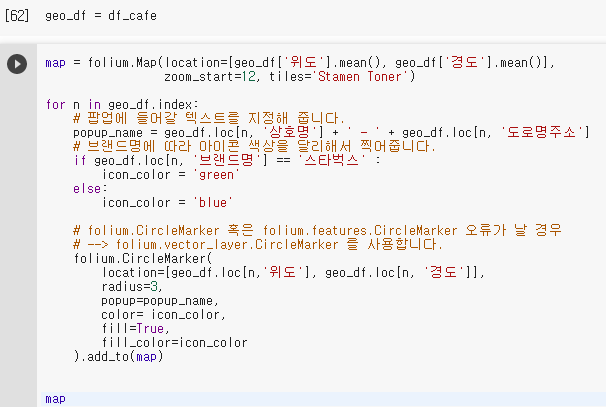 [62] geo_df = df_cafe
map = folium.Map(location=[geo_df['위도'].mean(), geo_df['경도'].mean()],
zoom_start=12, tiles='Stamen Toner')
for n in geo_df.index:
# 팝업에 들어갈 텍스트를 지정해 줍니다.
popup_name = geo_df.loc[n, '상호명'] + ' - ' + geo_df.loc[n, '도로명주소']
# 브랜드명에 따라 아이콘 색상을 달리해서 찍어줍니다.
if geo_df.loc[n, '브랜드명'] == '스타벅스' :
icon_color = 'green'
else:
icon_color = 'blue'
# folium.CircleMarker 혹은 folium.features.CircleMarker 오류가 날 경우
# --> folium.vector_layer.CircleMarker 를 사용합니다.
folium.CircleMarker(
location=[geo_df.loc[n,'위도'], geo_df.loc[n, '경도']],
radius=3,
popup=popup_name,
color= icon_color,
fill=True,
fill_color=icon_color
).add_to(map)
map